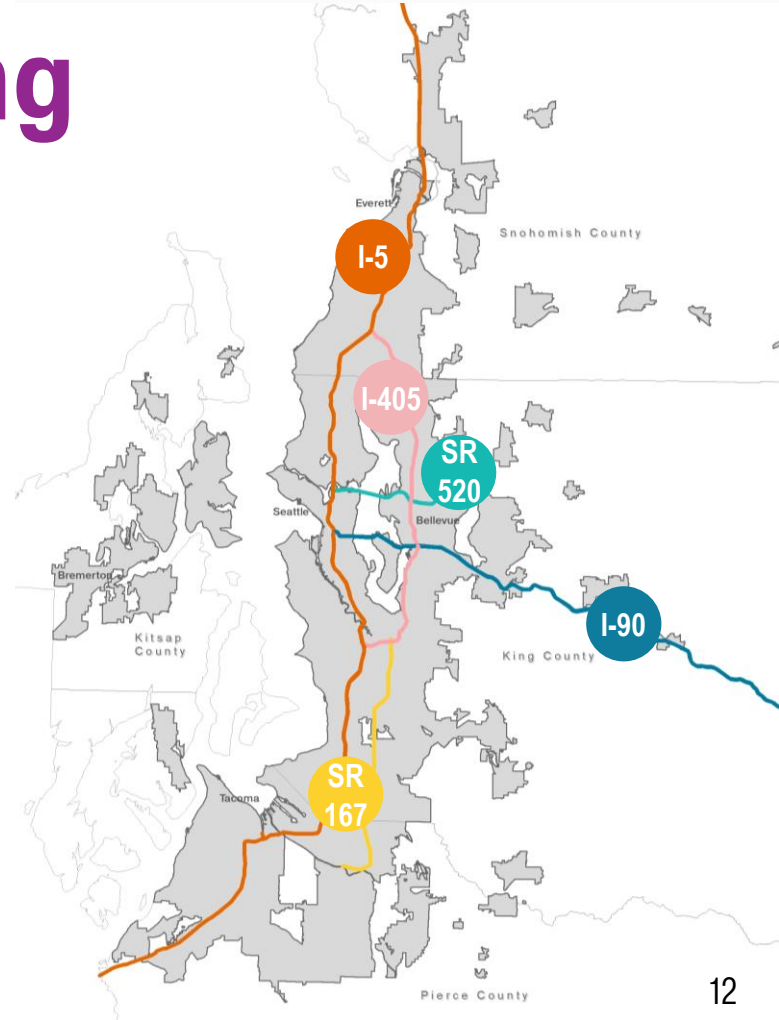 ng
Everett
Snohomish County
I-5
I-405
SR
520
Seattle
Bellevue
Bremerton
I-90
Kitsap
County
King County
SR
167
Tacoma
Pierce County
12